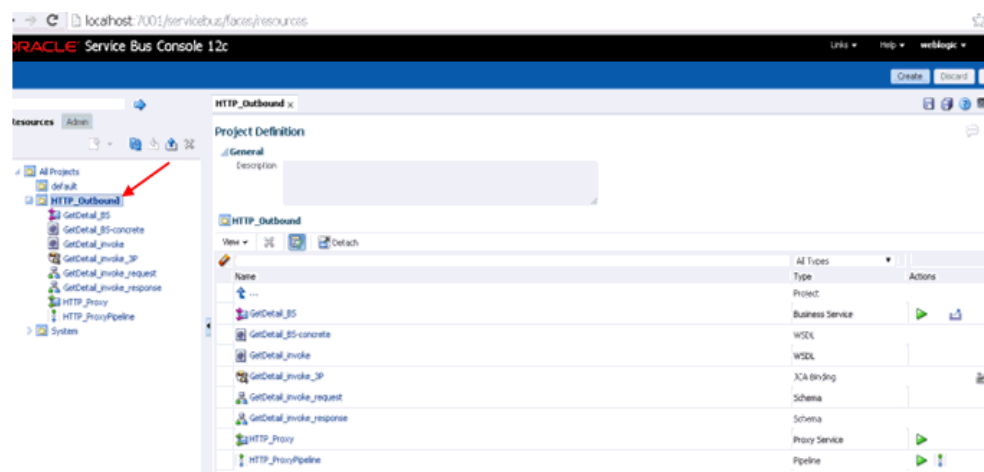 localhost:7001/servicebus/faces/resources
ORACLE Service Bus Console 12c
Links Help weblogic
Create Discard
HTTP_Outbound x
Resources Admin
Project Definition
General
Description
All Projects
default
HTTP_Outbound
GetDetail_BS
GetDetail_BS-concrete
GetDetail_invoke
GetDetail_invoke_JP
GetDetail_invoke_request
GetDetail_invoke_response
HTTP_Proxy
HTTP_ProxyPipeline
System
HTTP_Outbound
View Detach
All Types
Name Type Actions
... Project
GetDetail_BS Business Service
GetDetail_BS-concrete WSDL
GetDetail_invoke WSDL
GetDetail_invoke_JP JCA Binding
GetDetail_invoke_request Schema
GetDetail_invoke_response Schema
HTTP_Proxy Proxy Service
HTTP_ProxyPipeline Pipeline